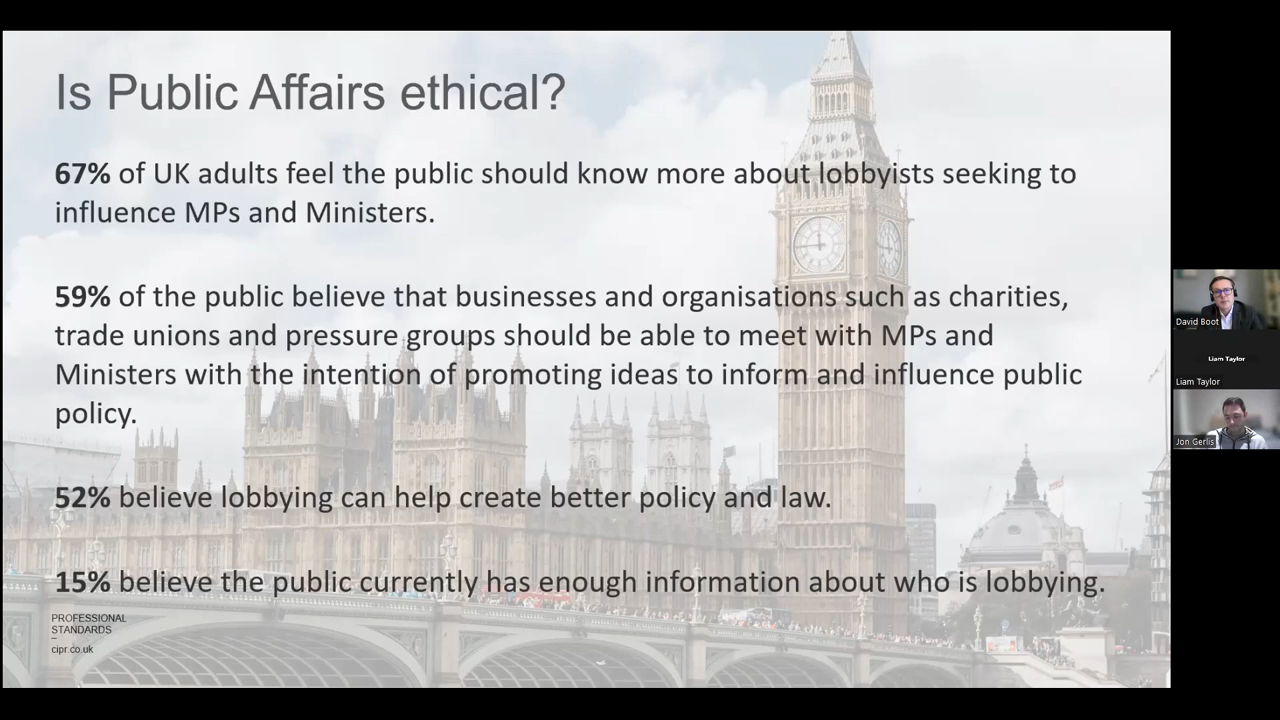 Is Public Affairs ethical?
67% of UK adults feel the public should know more about lobbyists seeking to
influence MPs and Ministers.
59% of the public believe that businesses and organisations such as charities,
trade unions and pressure groups should be able to meet with MPs and
Ministers with the intention of promoting ideas to inform and influence public
policy.
52% believe lobbying can help create better policy and law.
15% believe the public currently has enough information about who is lobbying.
PROFESSIONAL
STANDARDS
–
cipr.co.uk
David Boot
Liam Taylor
Liam Taylor
Jon Gerlis